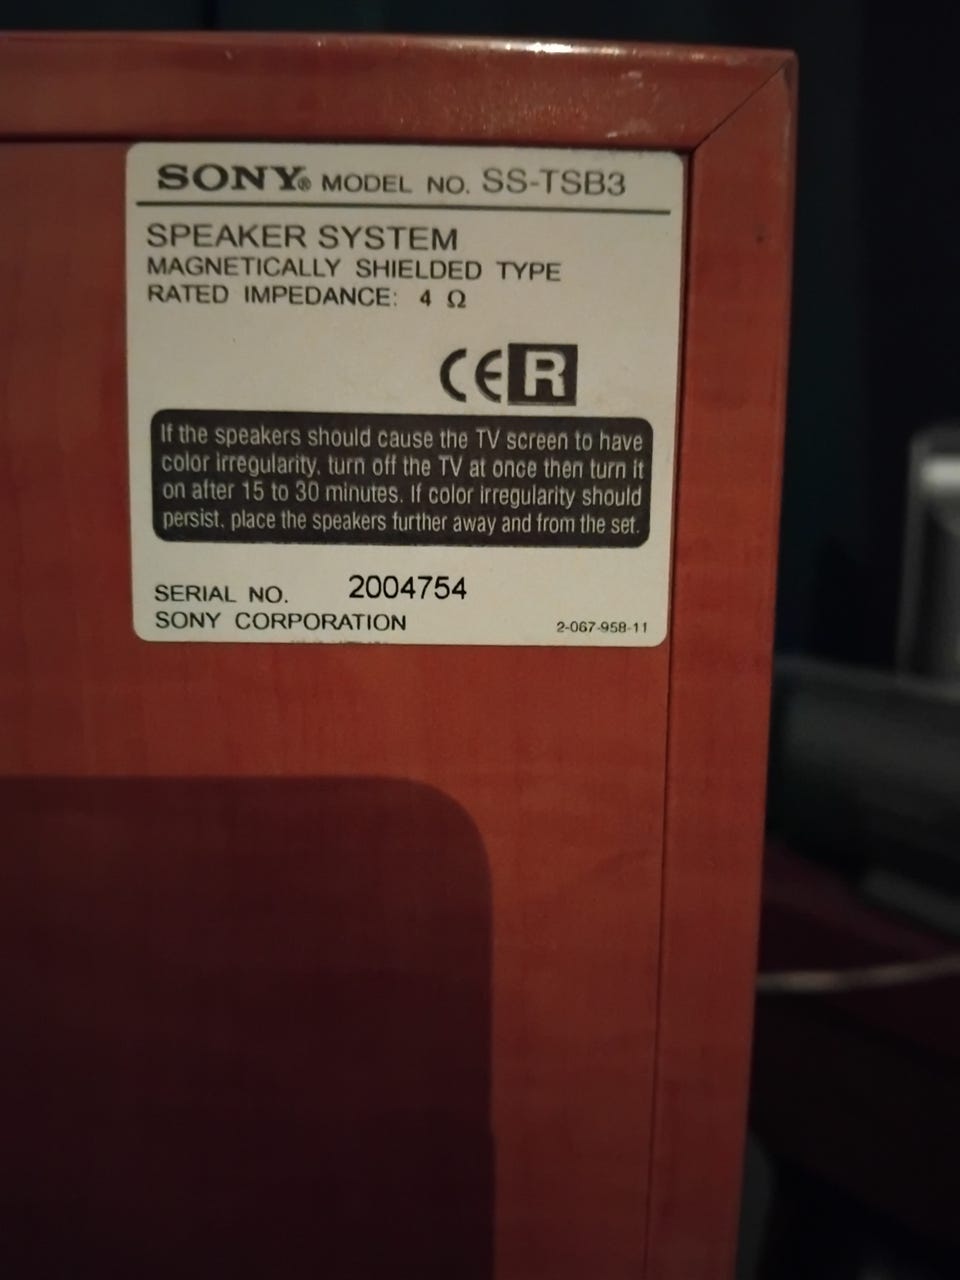 SONY® MODEL NO. SS-TSB3
SPEAKER SYSTEM
MAGNETICALLY SHIELDED TYPE
RATED IMPEDANCE: 4 Ω
CE R
If the speakers should cause the TV screen to have
color irregularity, turn off the TV at once then turn it
on after 15 to 30 minutes. If color irregularity should
persist, place the speakers further away and from the set.
SERIAL NO. 2004754
SONY CORPORATION 2-067-958-11